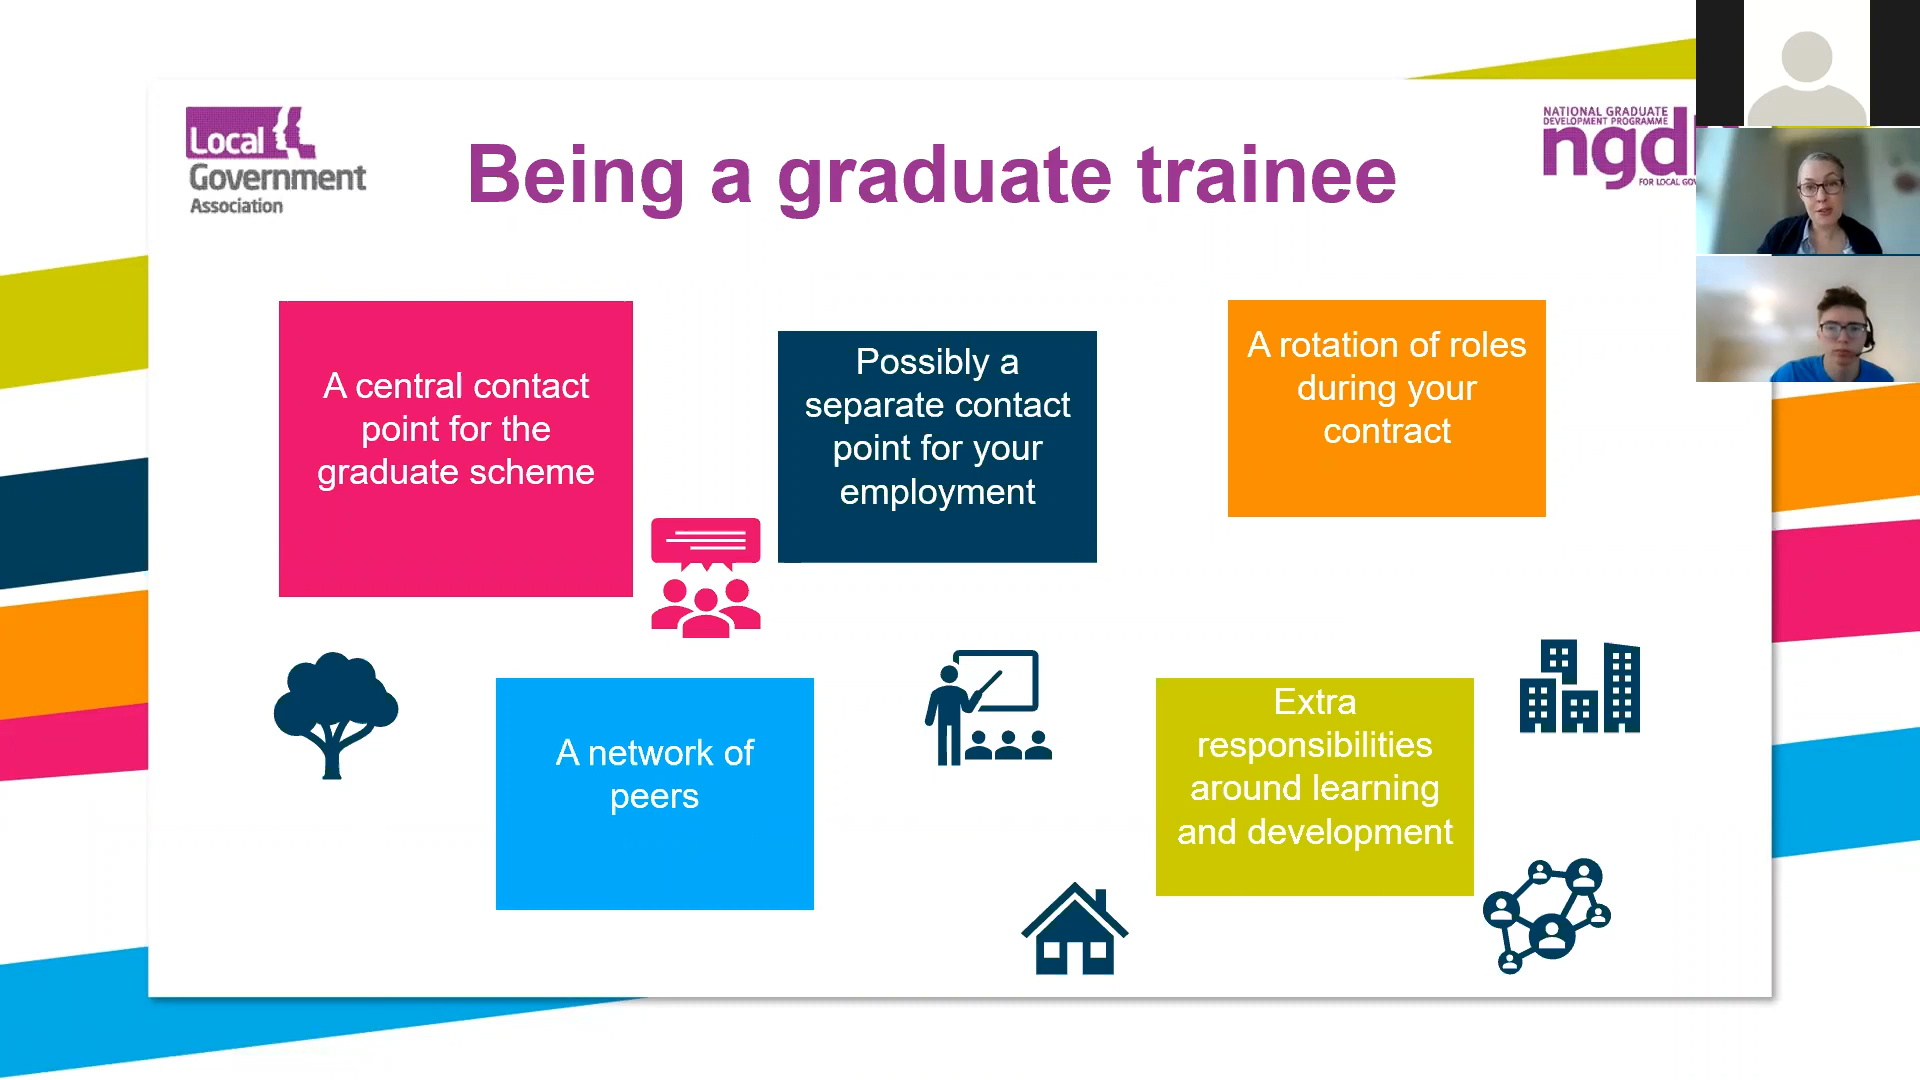 Local
Government
Association
Being a graduate trainee
NATIONAL GRADUATE
DEVELOPMENT PROGRAMME
ngd
FOR LOCAL
A central contact
point for the
graduate scheme
Possibly a
separate contact
point for your
employment
A rotation of roles
during your
contract
A network of
peers
Extra
responsibilities
around learning
and development